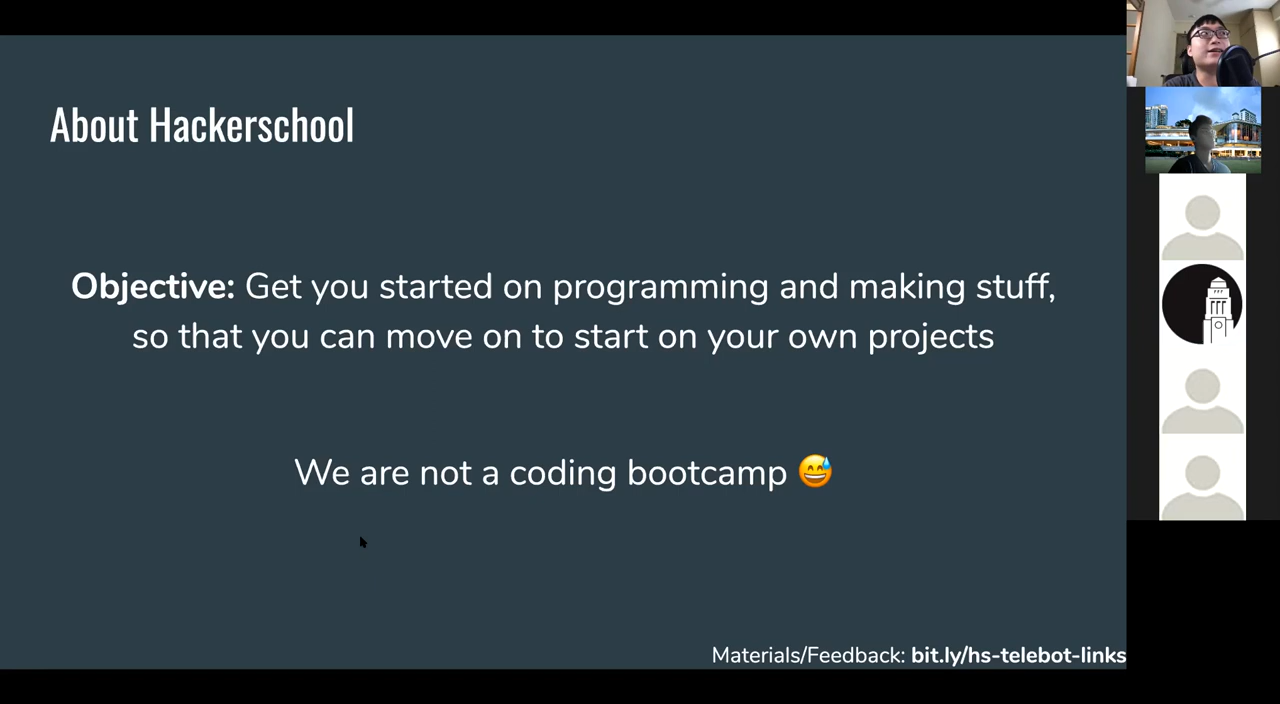 About Hackerschool
Objective: Get you started on programming and making stuff,
so that you can move on to start on your own projects
We are not a coding bootcamp 😅
Materials/Feedback: bit.ly/hs-telebot-links